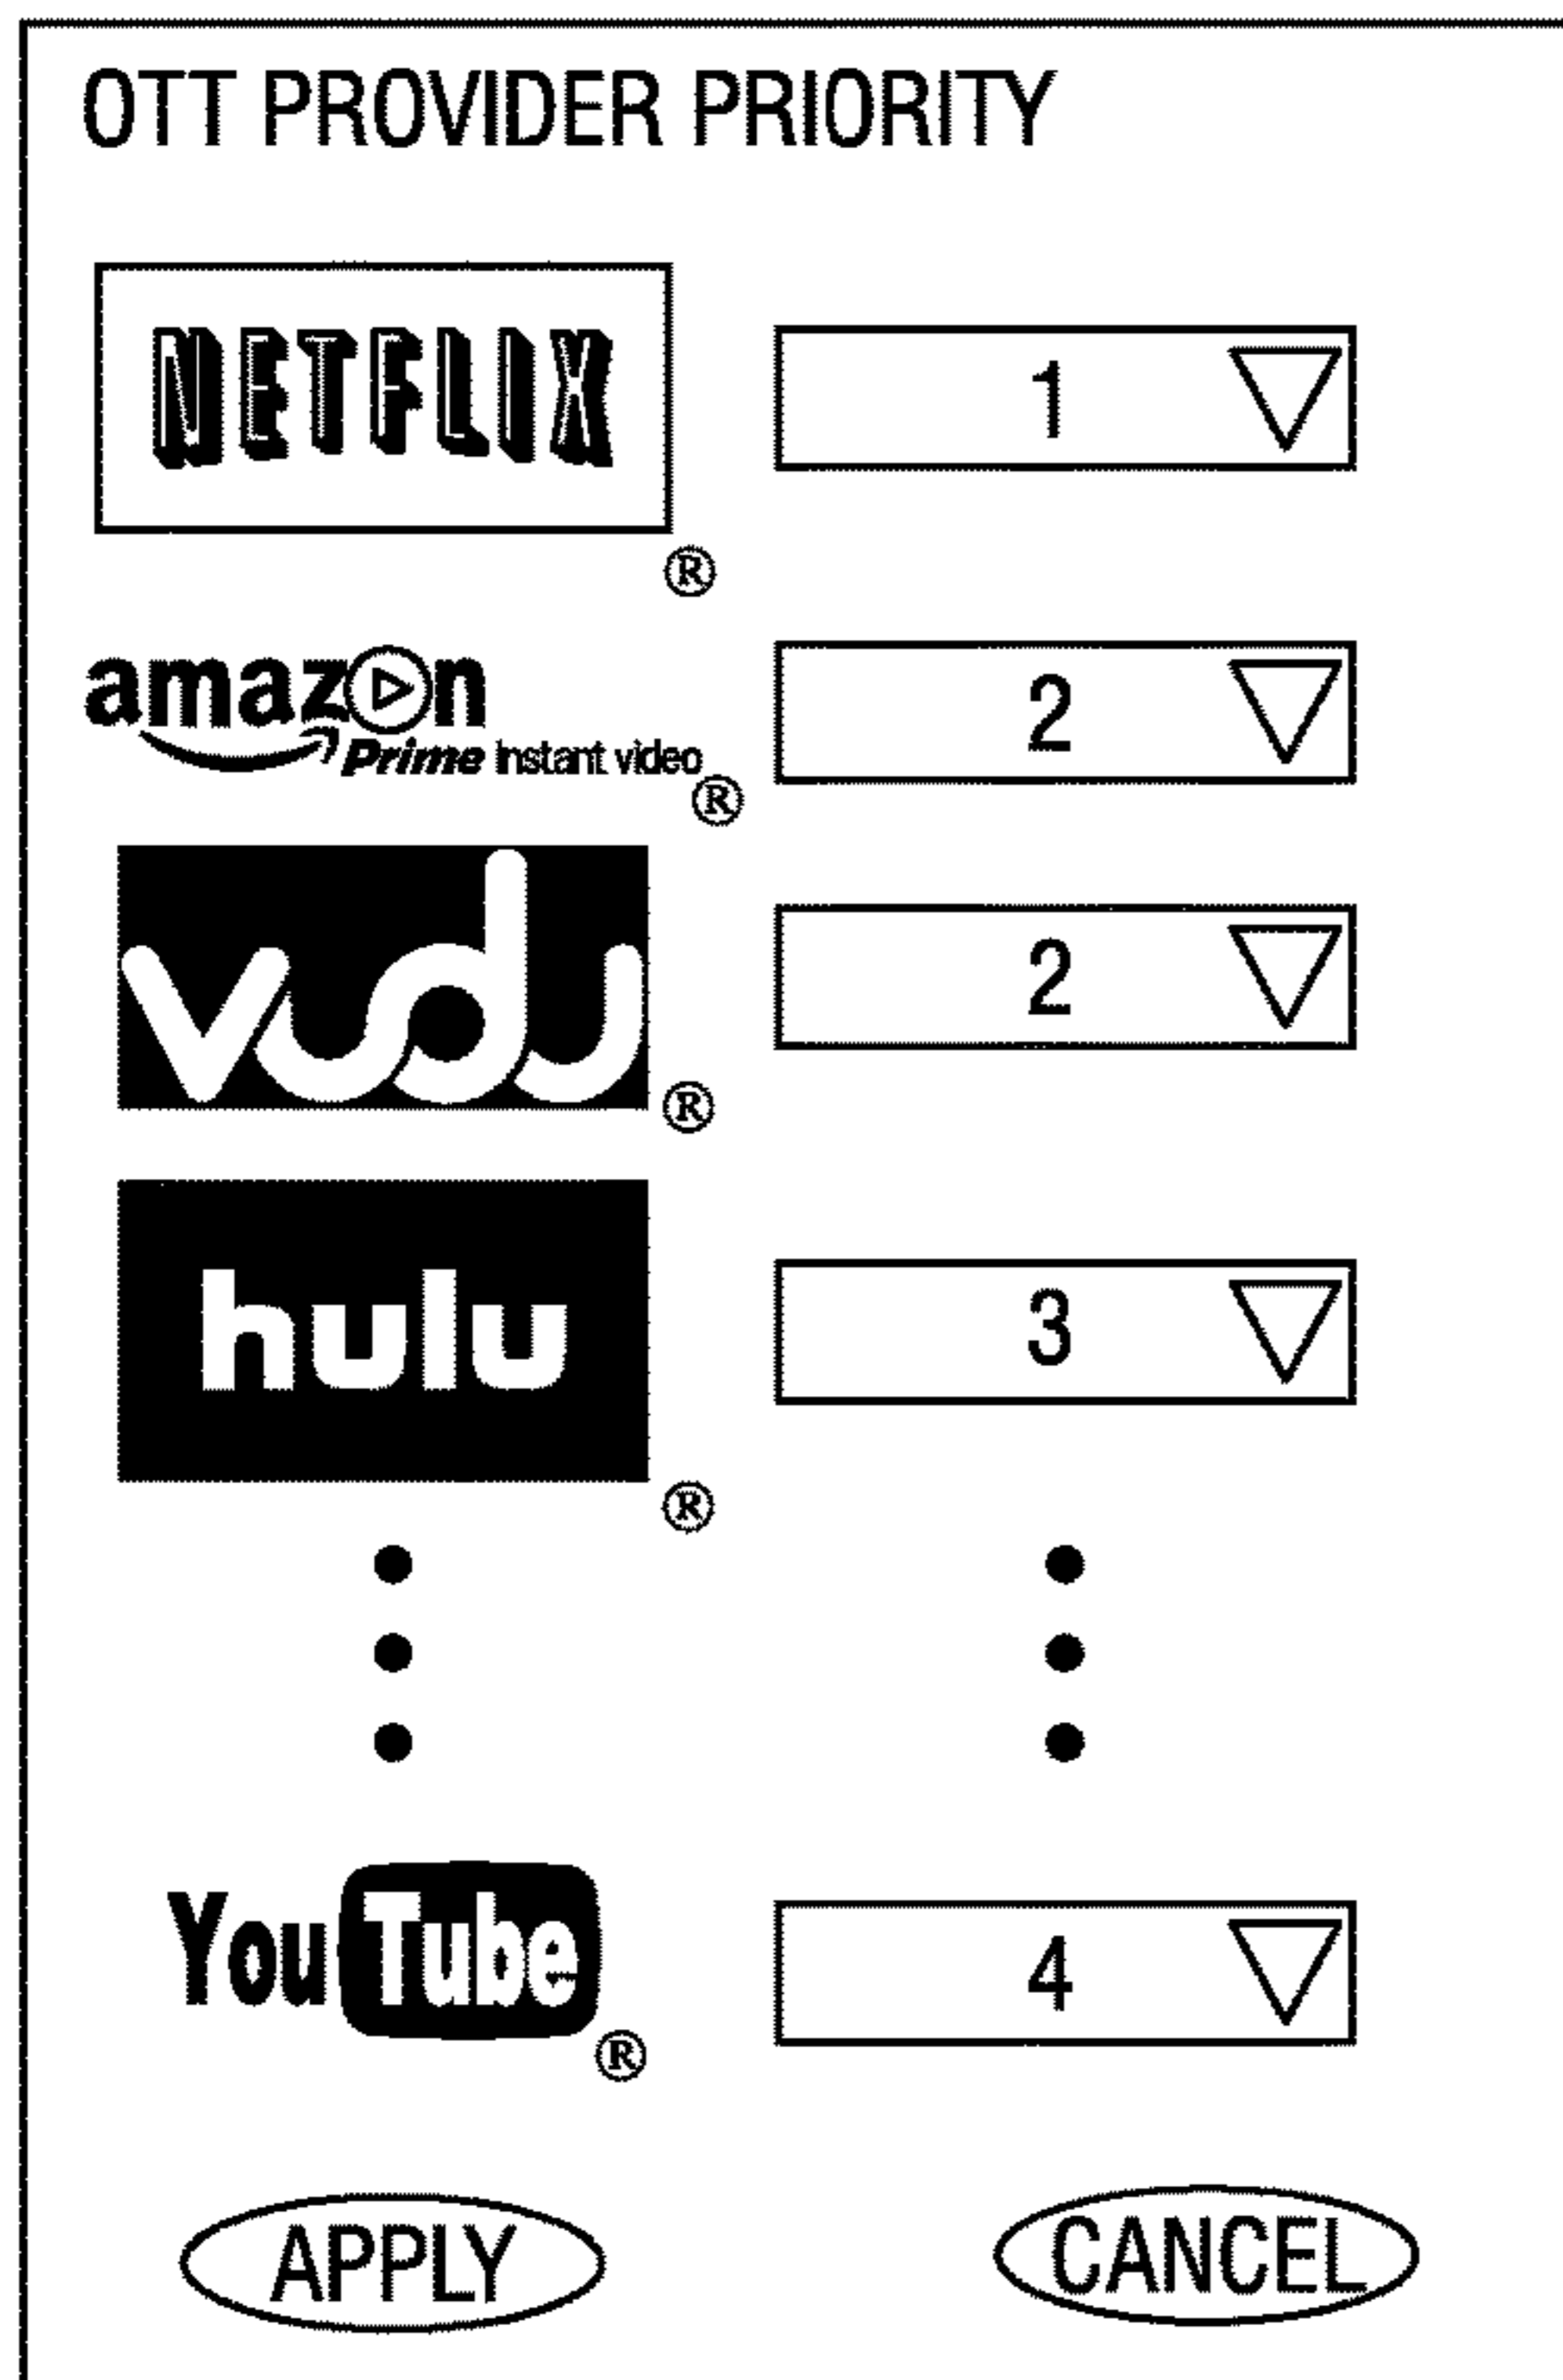 OTT PROVIDER PRIORITY
NETFLIX ® 1
amazon 2
Prime instant video ®
vudu ® 2
hulu ® 3
YouTube ® 4
APPLY CANCEL